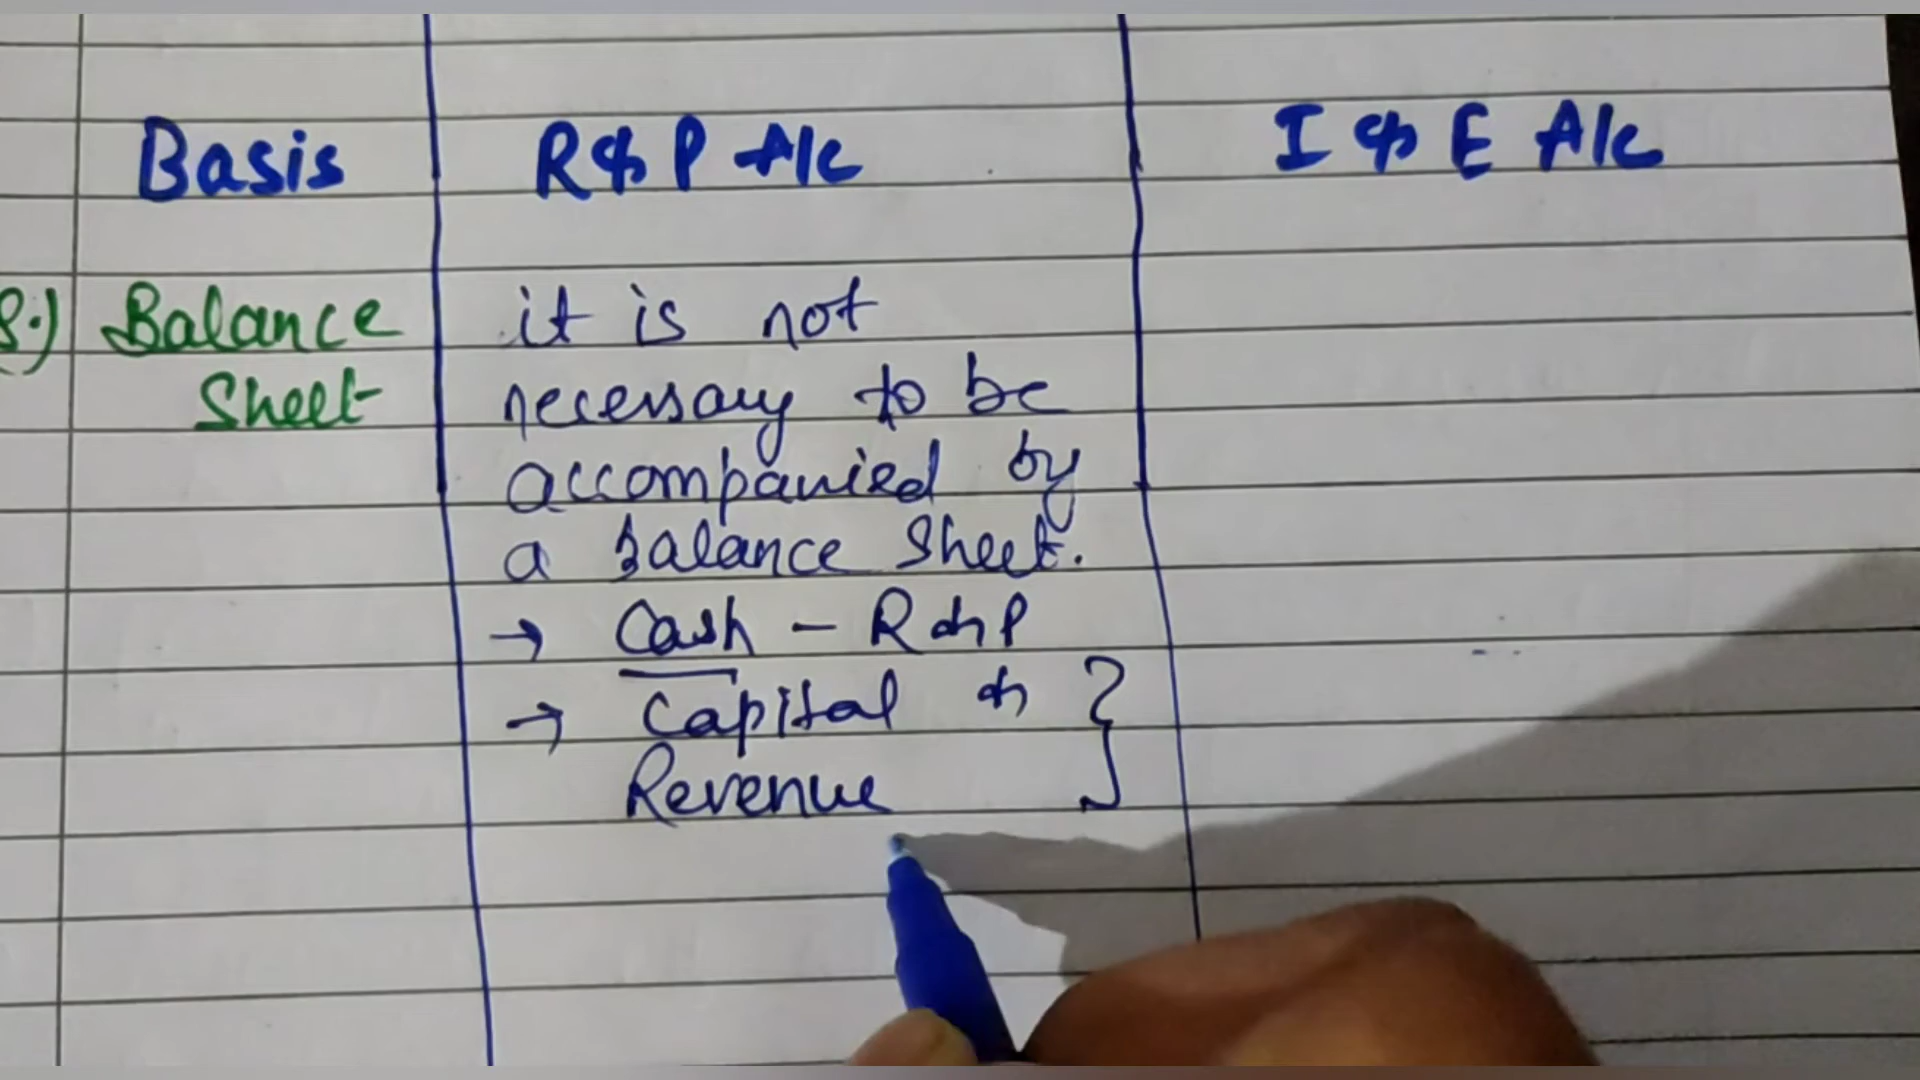 Basis R & P A/c I & E A/c
8.) Balance Sheet
it is not
necessary to be
accompanied by
a balance sheet.
→ Cash - R & P
→ Capital & }
Revenue